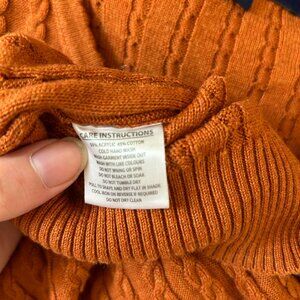 CARE INSTRUCTIONS
55% ACRYLIC 45% COTTON
COLD HAND WASH
WASH GARMENT INSIDE OUT
WASH WITH LIKE COLOURS
DO NOT WRING OR SPIN
DO NOT BLEACH OR SOAK
DO NOT TUMBLE DRY
PULL TO SHAPE AND DRY FLAT IN SHADE
COOL IRON ON REVERSE IF REQUIRED
DO NOT DRY CLEAN